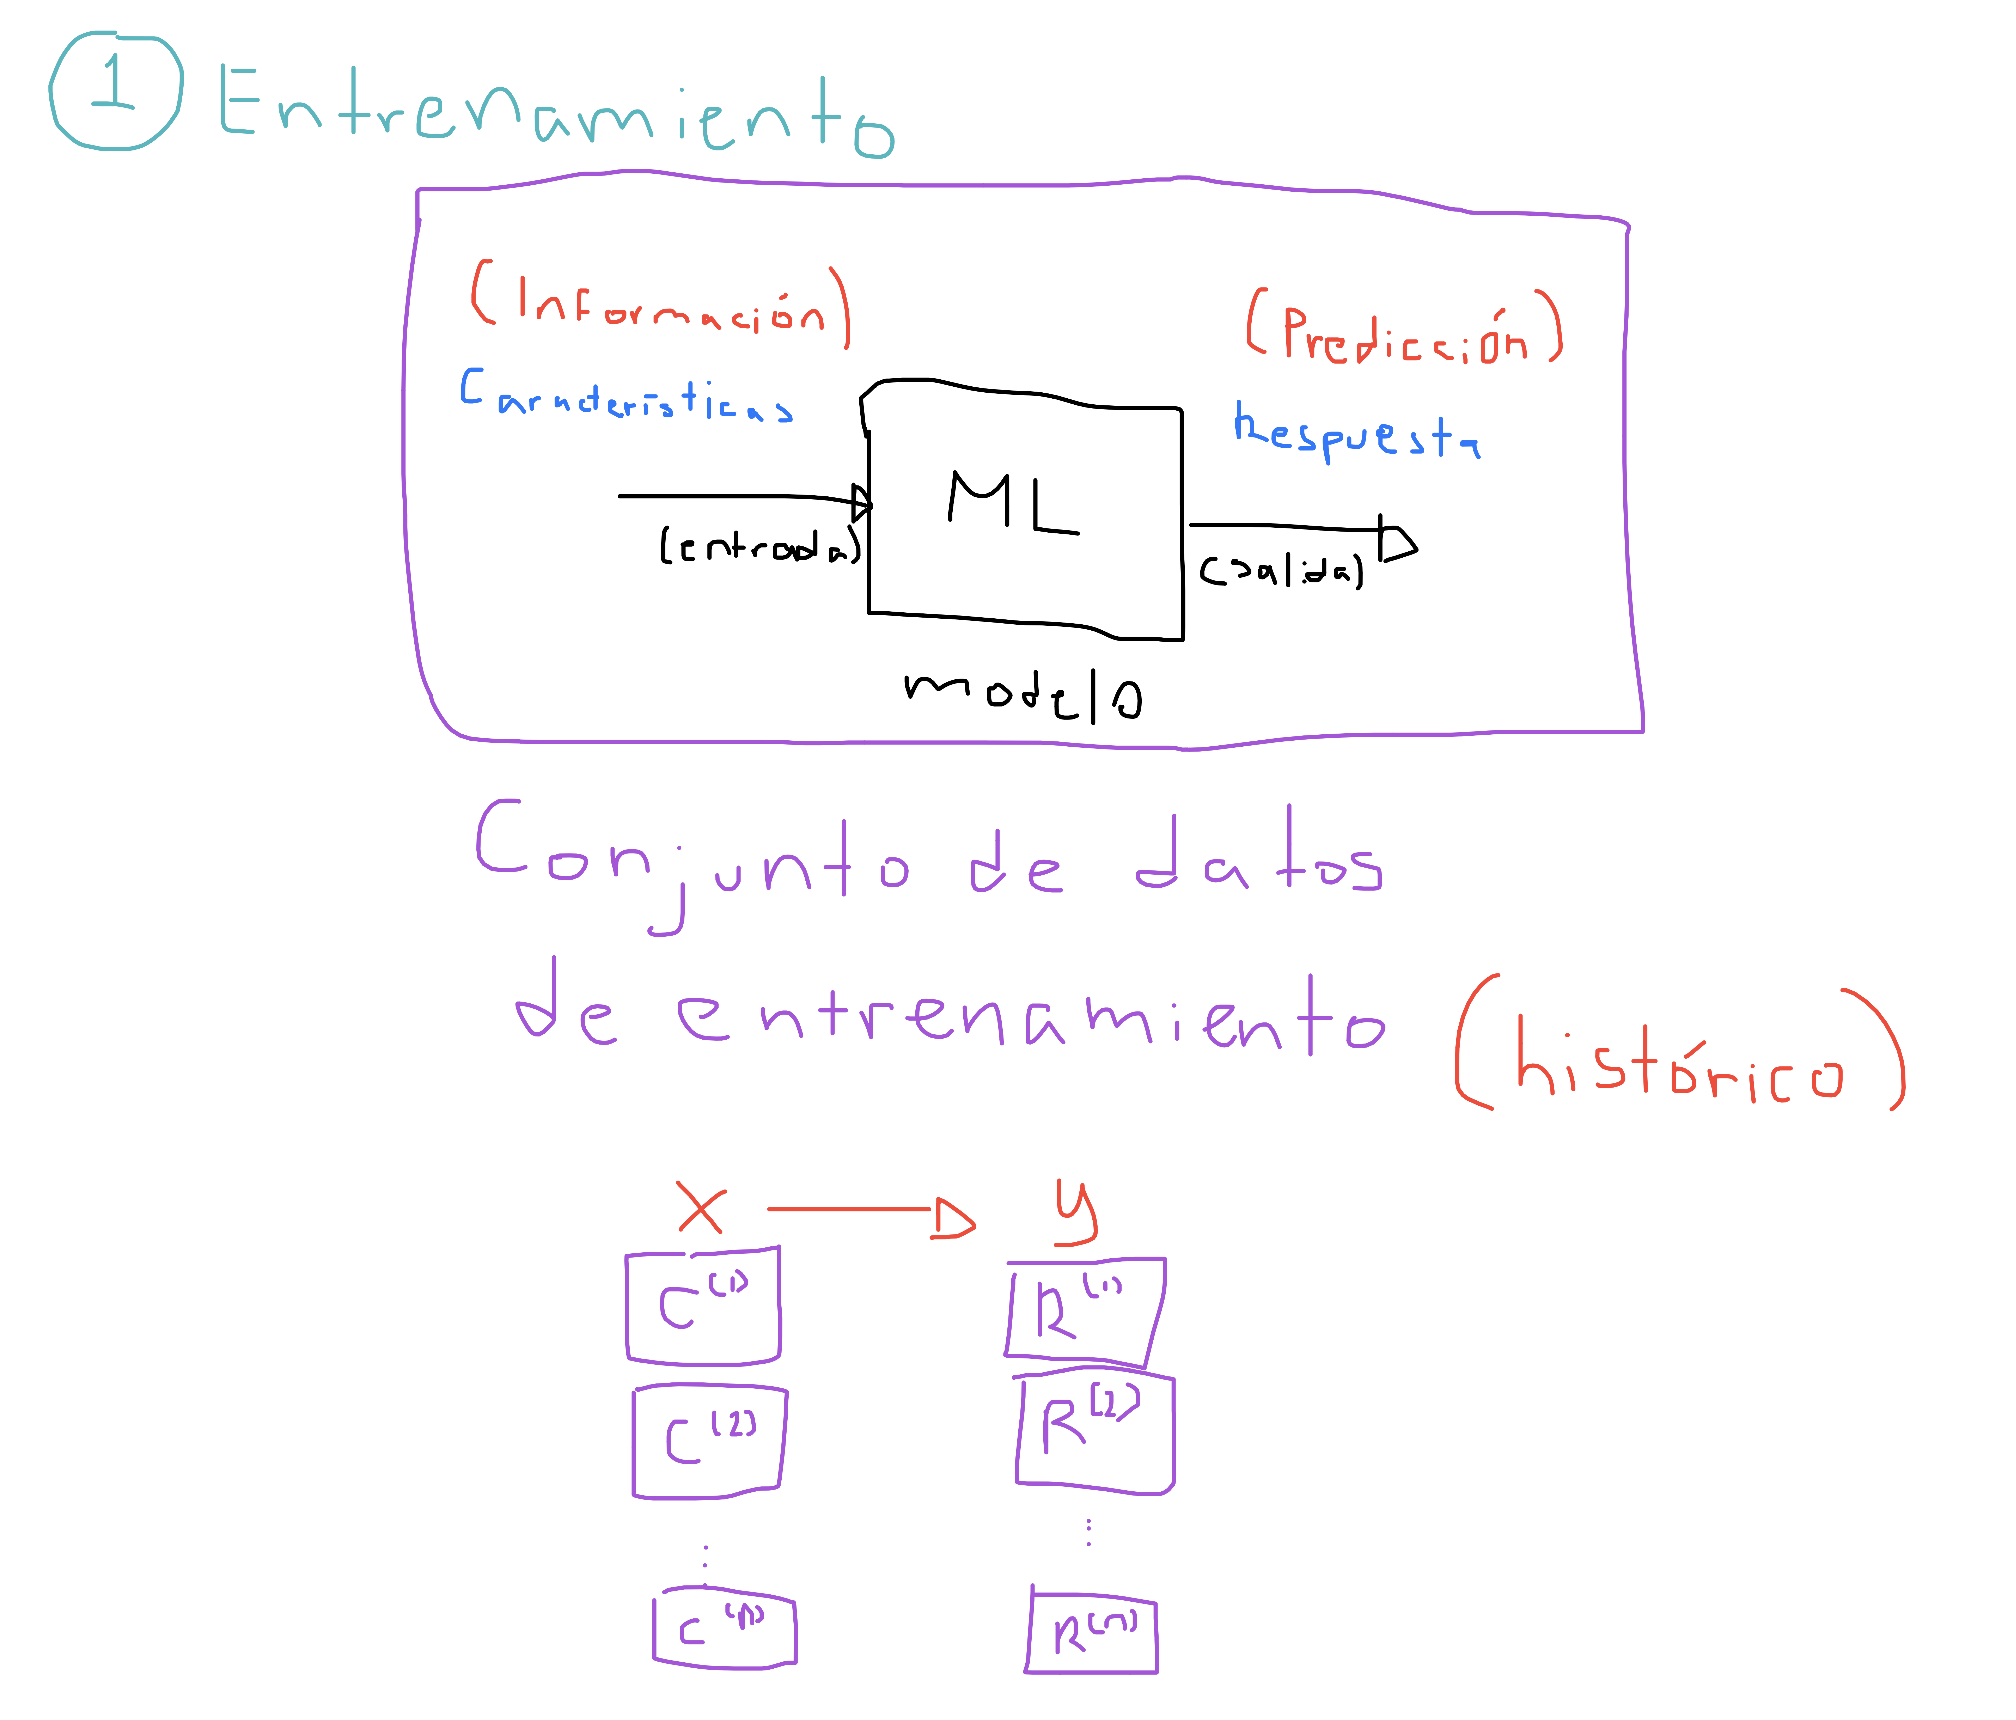 1 Entrenamiento
(Información) (Predicción)
Características Respuesta
ML
(entrada) (salida)
modelo
Conjunto de datos
de entrenamiento (histórico)
X y
C(1) R(1)
C(2) R(2)
C(n) R(n)